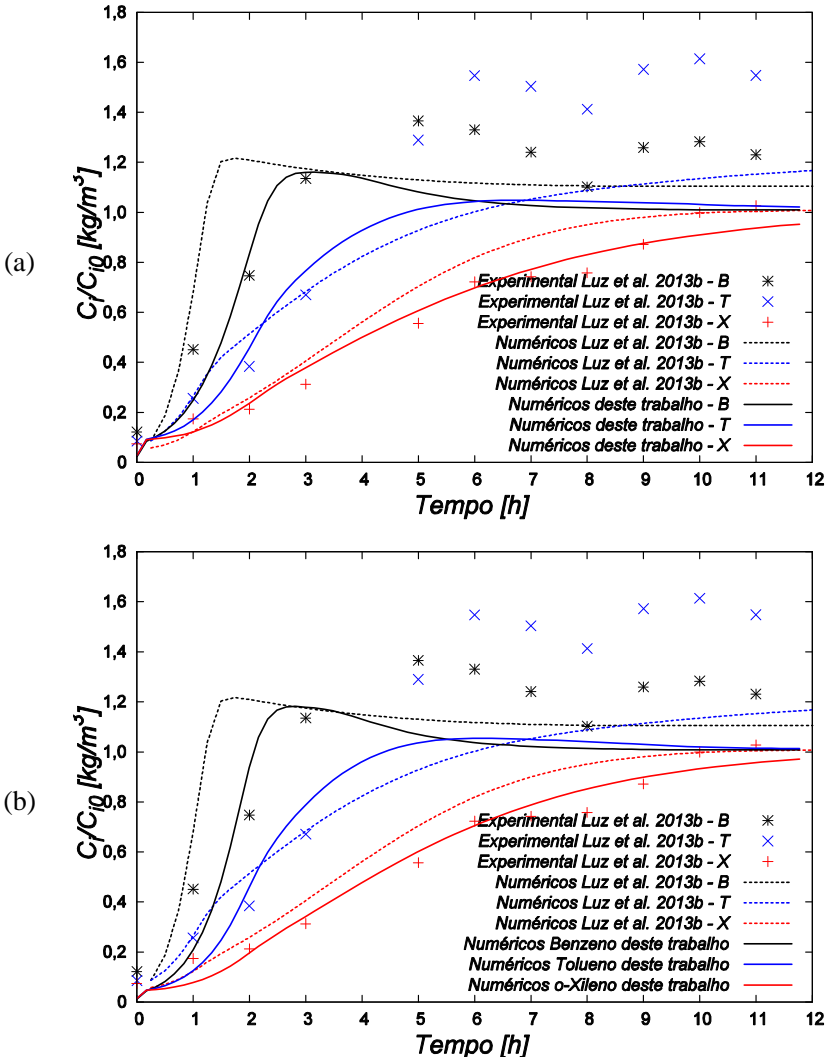 (a)
C_i/C_i0 [kg/m³]
1,8
1,6
1,4
1,2
1,0
0,8
0,6
0,4
0,2
0
Experimental Luz et al. 2013b - B
Experimental Luz et al. 2013b - T
Experimental Luz et al. 2013b - X
Numéricos Luz et al. 2013b - B
Numéricos Luz et al. 2013b - T
Numéricos Luz et al. 2013b - X
Numéricos deste trabalho - B
Numéricos deste trabalho - T
Numéricos deste trabalho - X
0 1 2 3 4 5 6 7 8 9 10 11 12
Tempo [h]
(b)
C_i/C_i0 [kg/m³]
1,8
1,6
1,4
1,2
1,0
0,8
0,6
0,4
0,2
0
Experimental Luz et al. 2013b - B
Experimental Luz et al. 2013b - T
Experimental Luz et al. 2013b - X
Numéricos Luz et al. 2013b - B
Numéricos Luz et al. 2013b - T
Numéricos Luz et al. 2013b - X
Numéricos Benzeno deste trabalho
Numéricos Tolueno deste trabalho
Numéricos o-Xileno deste trabalho
0 1 2 3 4 5 6 7 8 9 10 11 12
Tempo [h]